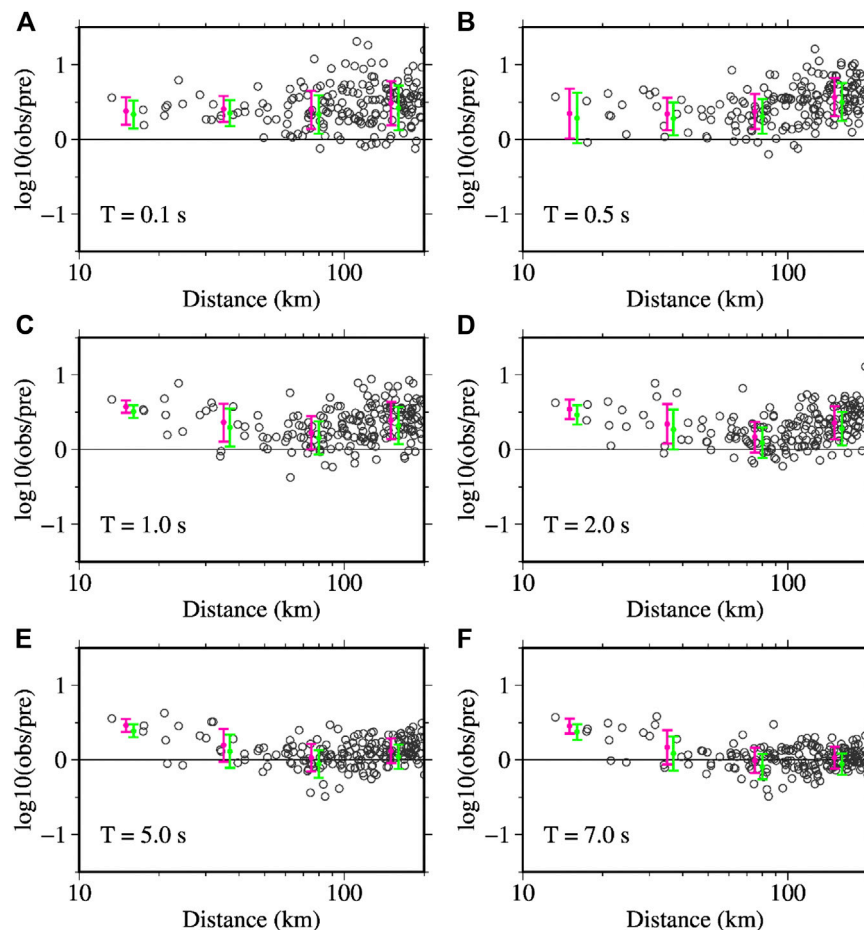 A
B
log10(obs/pre)
1
0
−1
T = 0.1 s
10
100
Distance (km)
log10(obs/pre)
1
0
−1
T = 0.5 s
10
100
Distance (km)
C
D
log10(obs/pre)
1
0
−1
T = 1.0 s
10
100
Distance (km)
log10(obs/pre)
1
0
−1
T = 2.0 s
10
100
Distance (km)
E
F
log10(obs/pre)
1
0
−1
T = 5.0 s
10
100
Distance (km)
log10(obs/pre)
1
0
−1
T = 7.0 s
10
100
Distance (km)